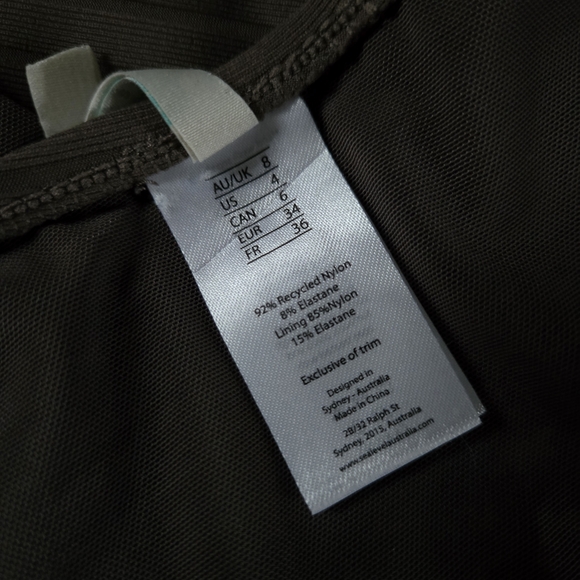 AU/UK 8
US 4
CAN 6
EUR 34
FR 36
92% Recycled Nylon
8% Elastane
Lining 85%Nylon
15% Elastane
Exclusive of trim
Designed in
Sydney - Australia
Made in China
2B/32 Ralph St
Sydney, 2015, Australia
www.sealevelaustralia.com